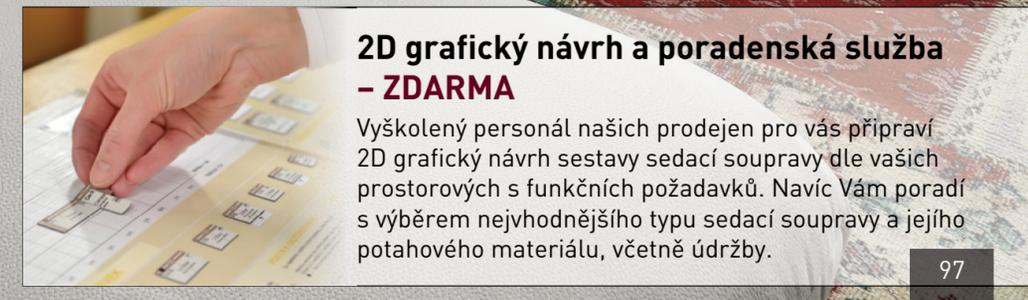 2D grafický návrh a poradenská služba
– ZDARMA
Vyškolený personál našich prodejen pro vás připraví
2D grafický návrh sestavy sedací soupravy dle vašich
prostorových s funkčních požadavků. Navíc Vám poradí
s výběrem nejvhodnějšího typu sedací soupravy a jejího
potahového materiálu, včetně údržby.
97